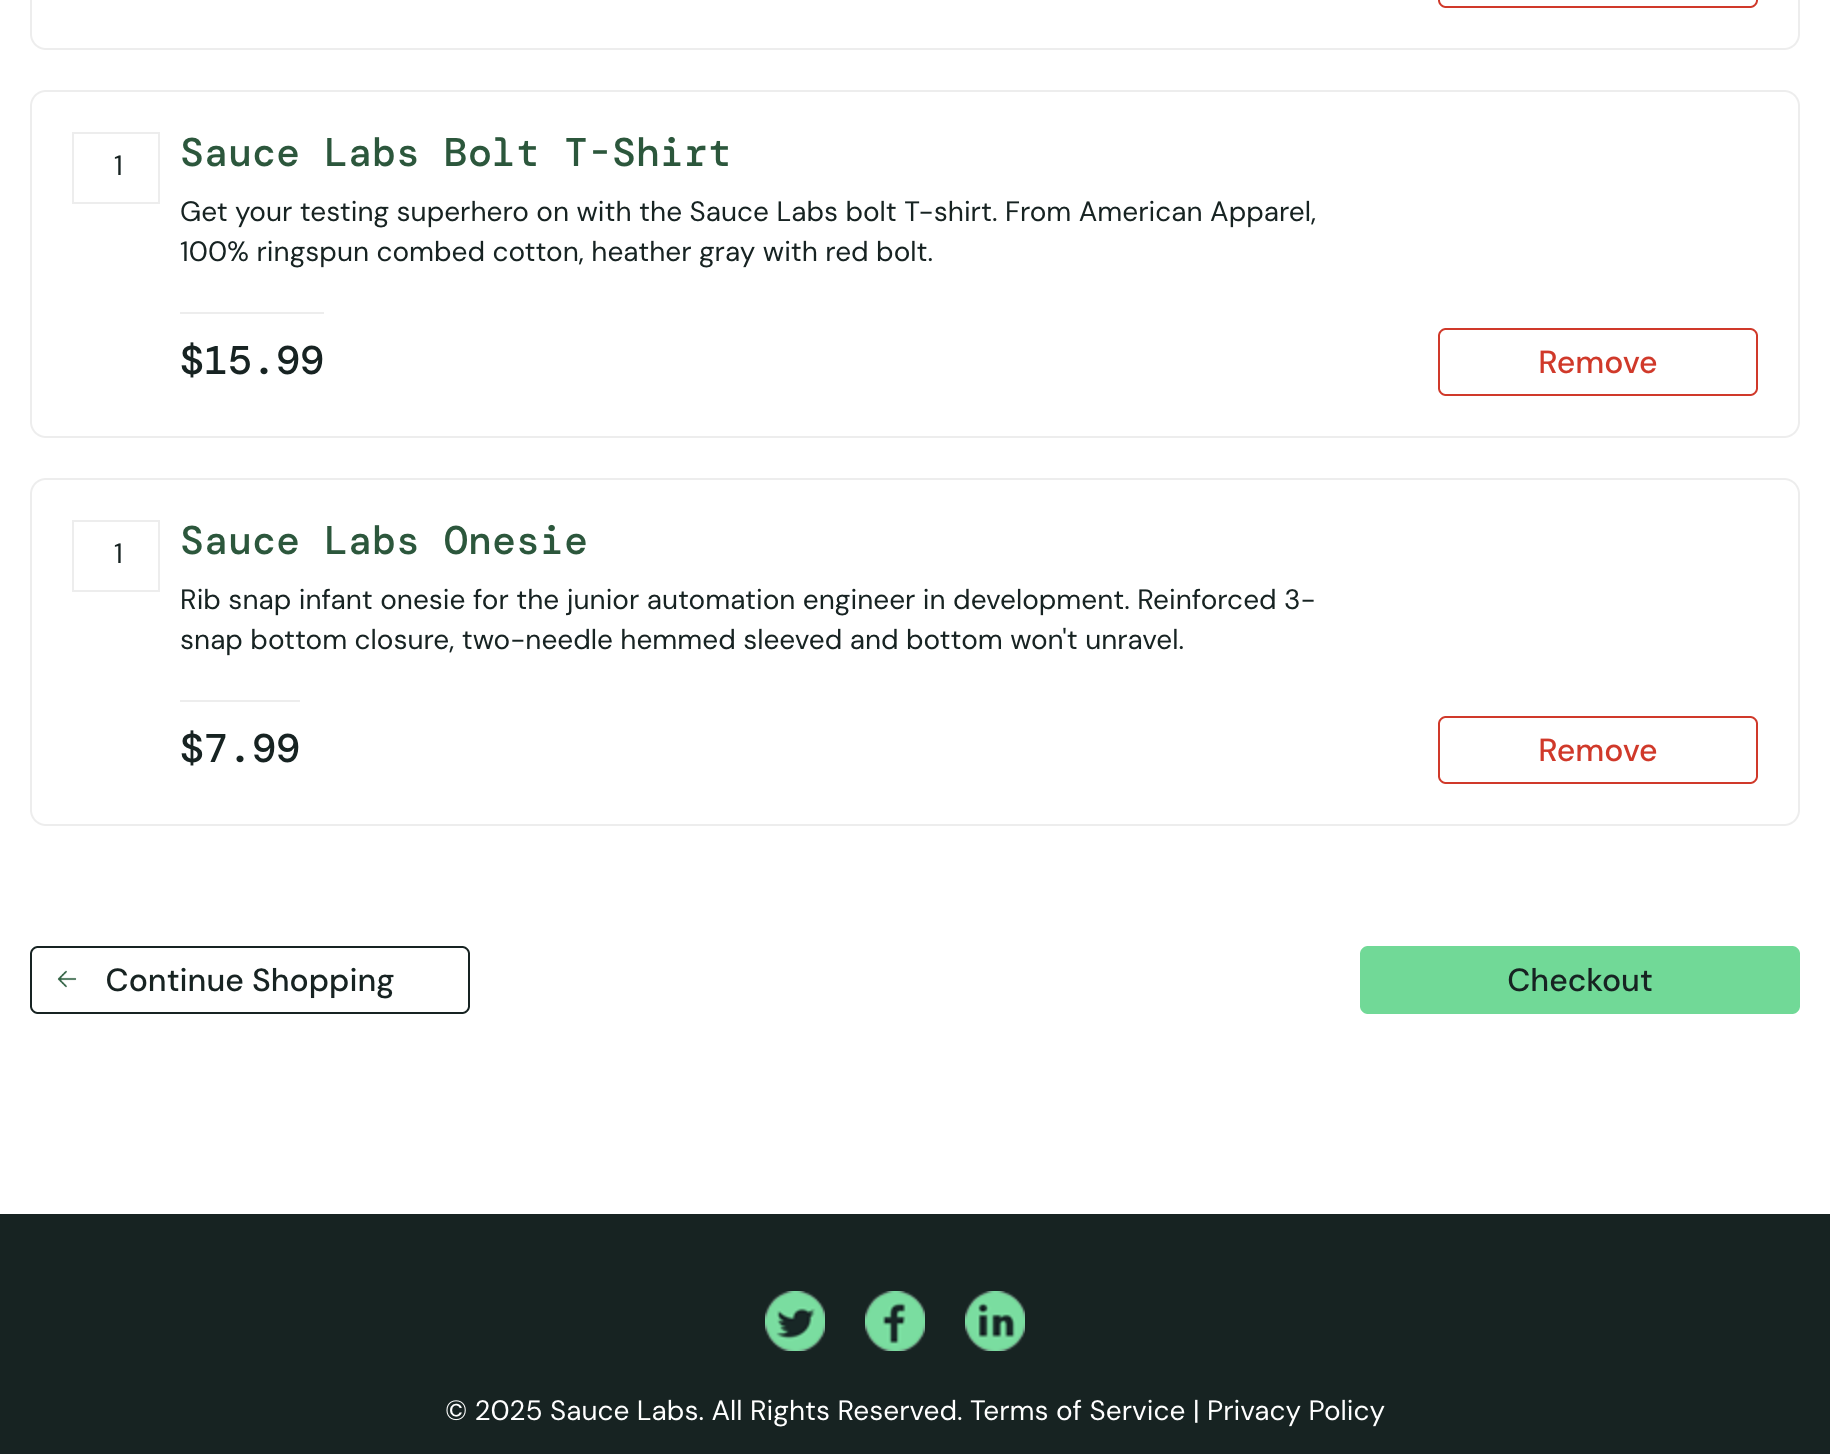 1
Sauce Labs Bolt T-Shirt
Get your testing superhero on with the Sauce Labs bolt T-shirt. From American Apparel,
100% ringspun combed cotton, heather gray with red bolt.
$15.99
Remove
1
Sauce Labs Onesie
Rib snap infant onesie for the junior automation engineer in development. Reinforced 3-
snap bottom closure, two-needle hemmed sleeved and bottom won't unravel.
$7.99
Remove
Continue Shopping
Checkout
f
in
© 2025 Sauce Labs. All Rights Reserved. Terms of Service | Privacy Policy